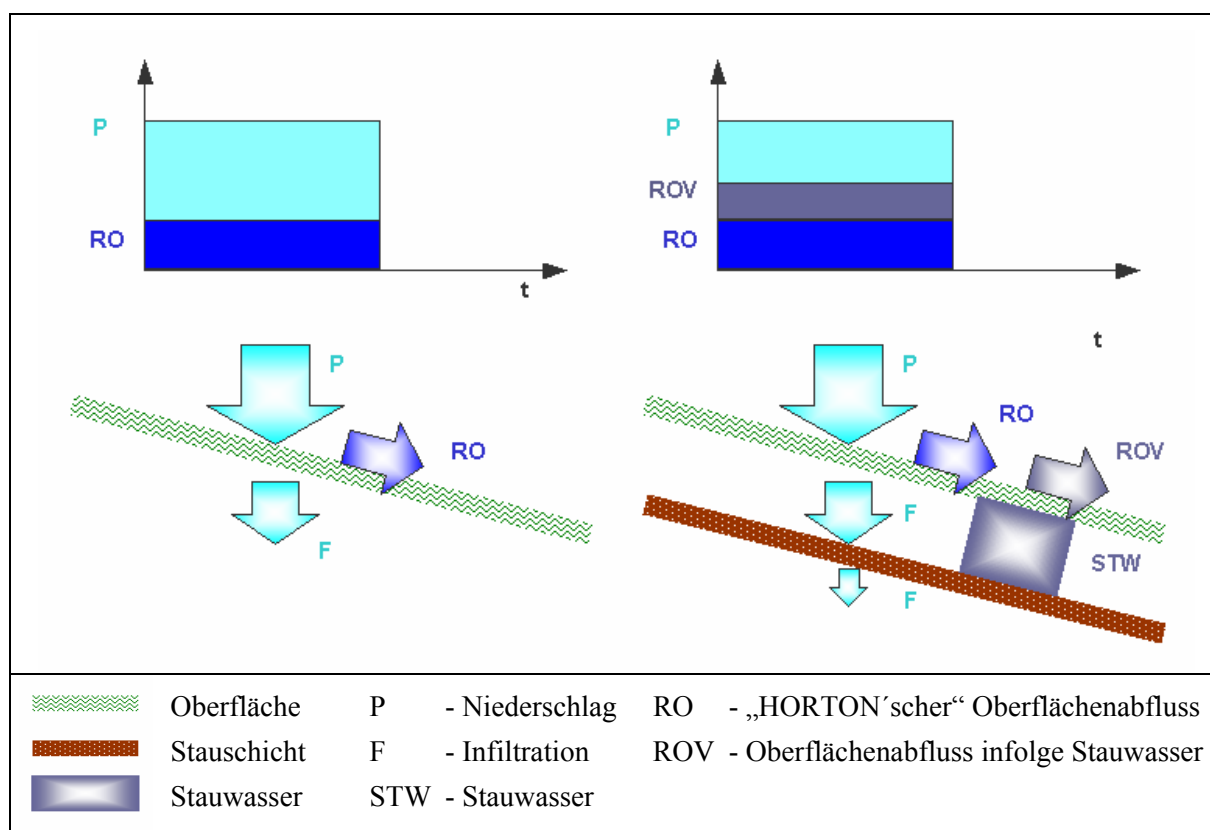 P
RO
t
P
ROV
RO
t
P
RO
F
P
RO
ROV
F
STW
F
Oberfläche P - Niederschlag RO - „HORTON´scher“ Oberflächenabfluss
Stauschicht F - Infiltration ROV - Oberflächenabfluss infolge Stauwasser
Stauwasser STW - Stauwasser